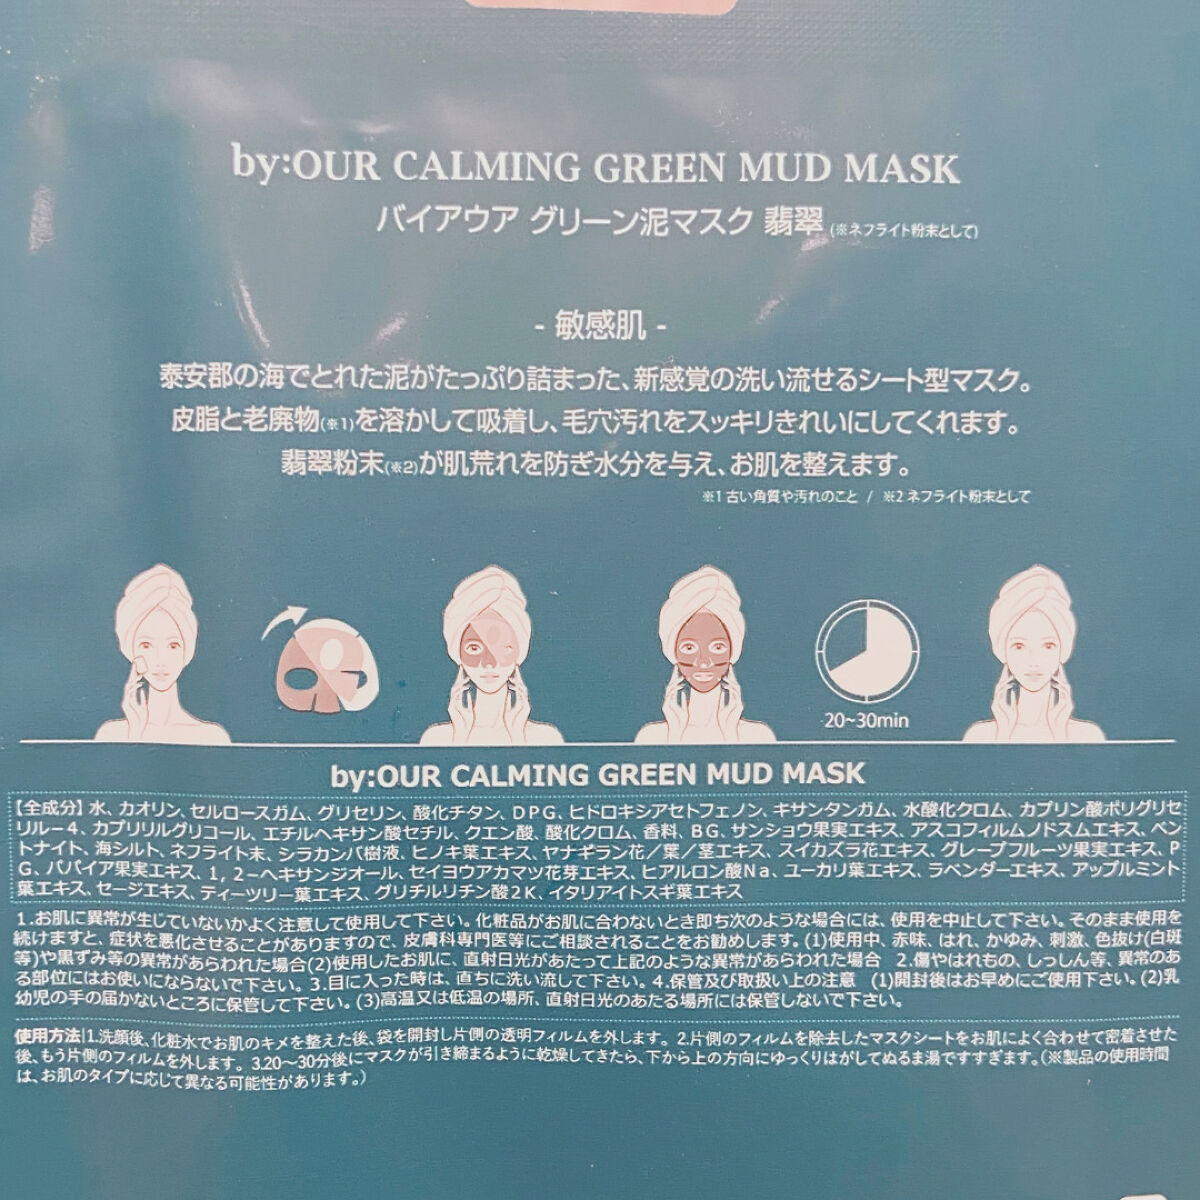 by:OUR CALMING GREEN MUD MASK
バイアウア グリーン泥マスク 翡翠 (※ネフライト粉末として)
- 敏感肌 -
泰安郡の海でとれた泥がたっぷり詰まった、新感覚の洗い流せるシート型マスク。
皮脂と老廃物(※1)を溶かして吸着し、毛穴汚れをスッキリきれいにしてくれます。
翡翠粉末(※2)が肌荒れを防ぎ水分を与え、お肌を整えます。
※1 古い角質や汚れのこと / ※2 ネフライト粉末として
20~30min
by:OUR CALMING GREEN MUD MASK
【全成分】水、カオリン、セルロースガム、グリセリン、酸化チタン、DPG、ヒドロキシアセトフェノン、キサンタンガム、水酸化クロム、カプリン酸ポリグリセ
リル－4、カプリリルグリコール、エチルヘキサン酸セチル、クエン酸、酸化クロム、香料、BG、サンショウ果実エキス、アスコフィルムノドスムエキス、ベン
トナイト、海シルト、ネフライト末、シラカンバ樹液、ヒノキ葉エキス、ヤナギラン花／葉／茎エキス、スイカズラ花エキス、グレープフルーツ果実エキス、P
G、パパイア果実エキス、1，2－ヘキサンジオール、セイヨウアカマツ花芽エキス、ヒアルロン酸Na、ユーカリ葉エキス、ラベンダーエキス、アップルミント
葉エキス、セージエキス、ティーツリー葉エキス、グリチルリチン酸2K、イタリアイトスギ葉エキス
1.お肌に異常が生じていないかよく注意して使用して下さい。化粧品がお肌に合わないとき即ち次のような場合には、使用を中止して下さい。そのまま使用を
続けますと、症状を悪化させることがありますので、皮膚科専門医等にご相談されることをお勧めします。(1)使用中、赤味、はれ、かゆみ、刺激、色抜け(白斑
等)や黒ずみ等の異常があらわれた場合(2)使用したお肌に、直射日光があたって上記のような異常があらわれた場合 2.傷やはれもの、しっしん等、異常のあ
る部位にはお使いにならないで下さい。3.目に入った時は、直ちに洗い流して下さい。4.保管及び取扱い上の注意 (1)開封後はお早めにご使用下さい。(2)乳
幼児の手の届かないところに保管して下さい。(3)高温又は低温の場所、直射日光のあたる場所には保管しないで下さい。
使用方法|1.洗顔後、化粧水でお肌のキメを整えた後、袋を開封し片側の透明フィルムを外します。2.片側のフィルムを除去したマスクシートをお肌によく合わせて密着させた
後、もう片側のフィルムを外します。3.20～30分後にマスクが引き締まるように乾燥してきたら、下から上の方向にゆっくりはがしてぬるま湯ですすぎます。(※製品の使用時間
は、お肌のタイプに応じて異なる可能性があります。)